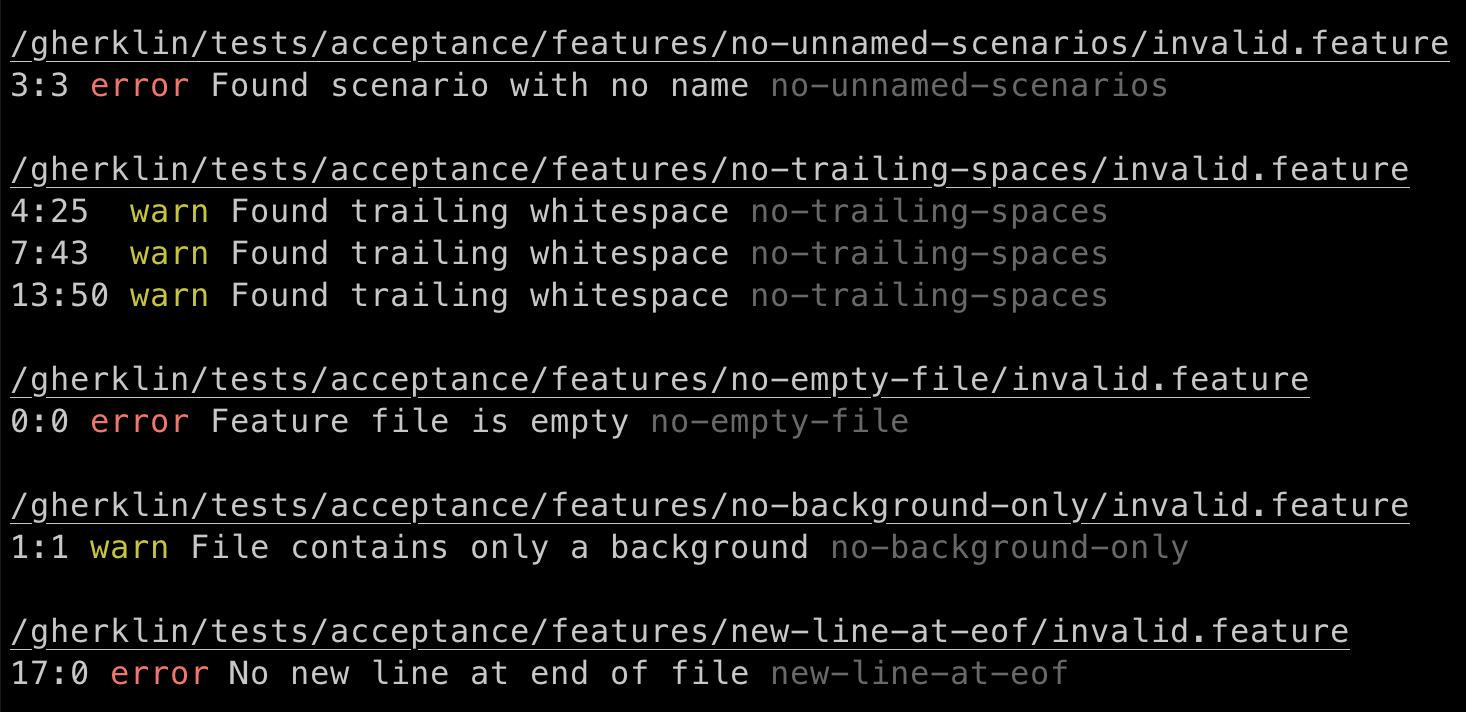 /gherklin/tests/acceptance/features/no-unnamed-scenarios/invalid.feature
3:3 error Found scenario with no name no-unnamed-scenarios
/gherklin/tests/acceptance/features/no-trailing-spaces/invalid.feature
4:25  warn Found trailing whitespace no-trailing-spaces
7:43  warn Found trailing whitespace no-trailing-spaces
13:50 warn Found trailing whitespace no-trailing-spaces
/gherklin/tests/acceptance/features/no-empty-file/invalid.feature
0:0 error Feature file is empty no-empty-file
/gherklin/tests/acceptance/features/no-background-only/invalid.feature
1:1 warn File contains only a background no-background-only
/gherklin/tests/acceptance/features/new-line-at-eof/invalid.feature
17:0 error No new line at end of file new-line-at-eof